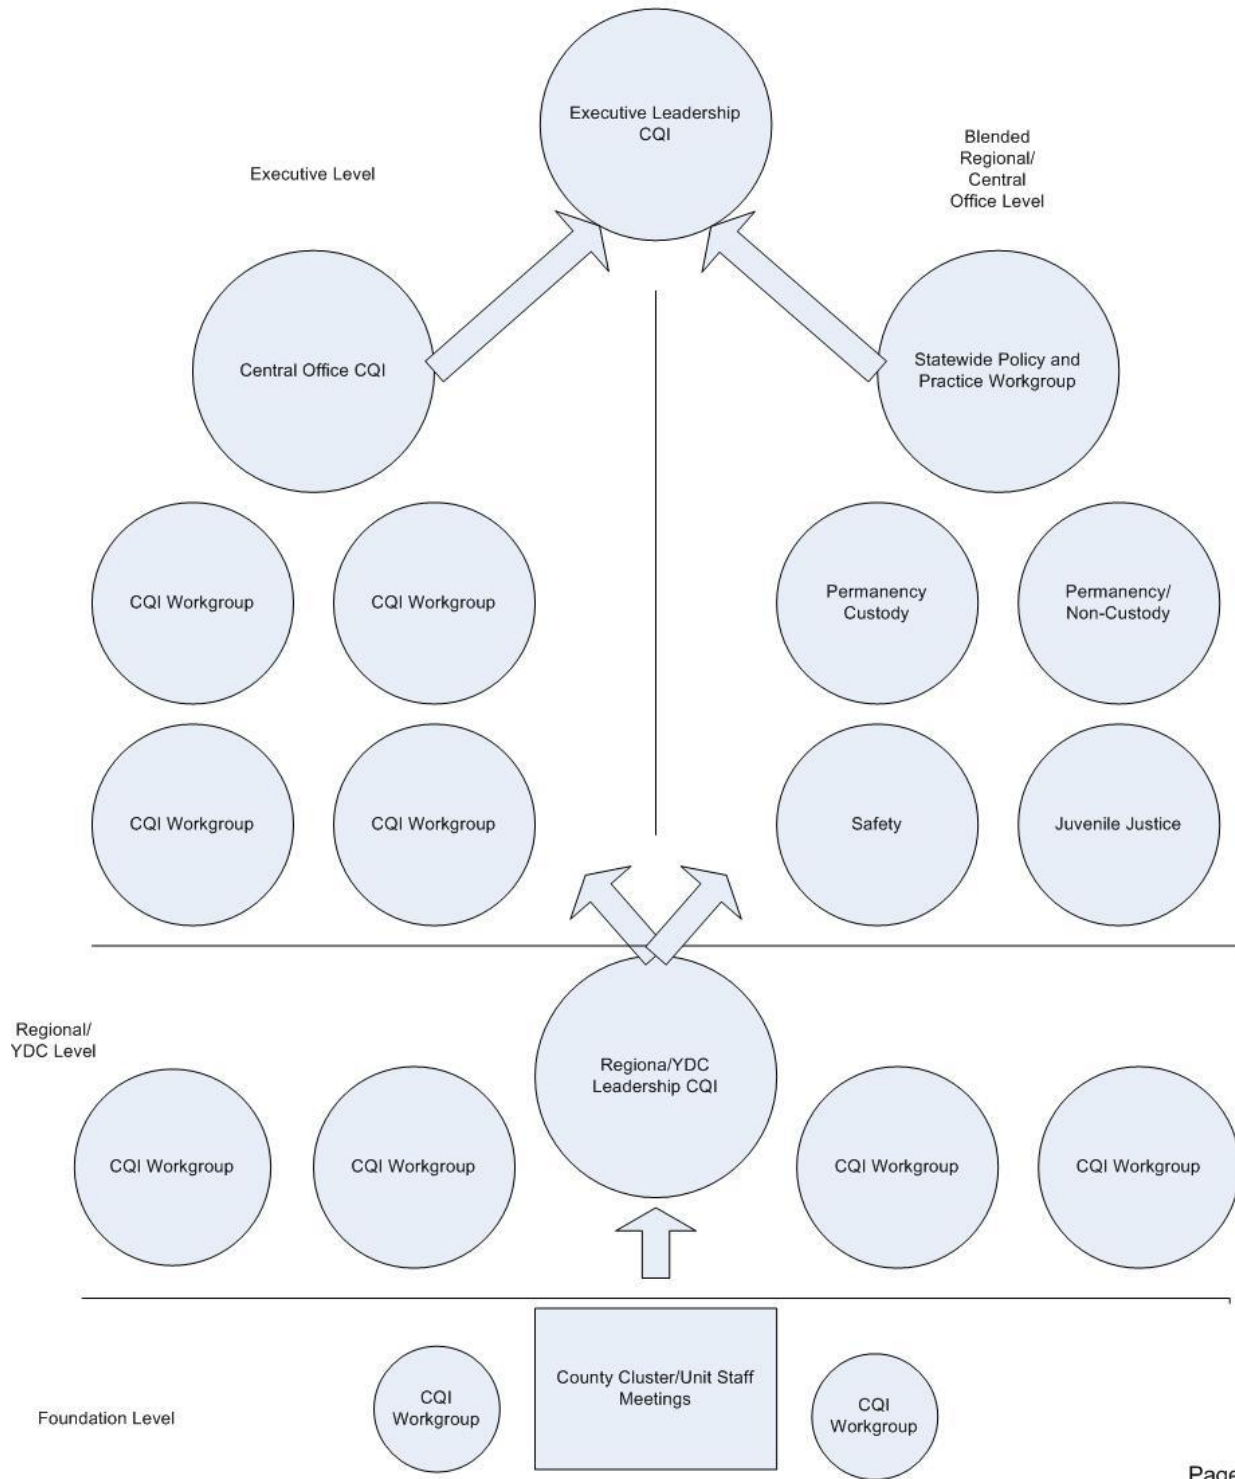 Executive Leadership
CQI
Blended
Regional/
Central
Office Level
Executive Level
Central Office CQI
Statewide Policy and
Practice Workgroup
CQI Workgroup
CQI Workgroup
Permanency
Custody
Permanency/
Non-Custody
CQI Workgroup
CQI Workgroup
Safety
Juvenile Justice
Regional/
YDC Level
Regiona/YDC
Leadership CQI
CQI Workgroup
CQI Workgroup
CQI Workgroup
CQI Workgroup
County Cluster/Unit Staff
Meetings
CQI
Workgroup
CQI
Workgroup
Foundation Level
Page